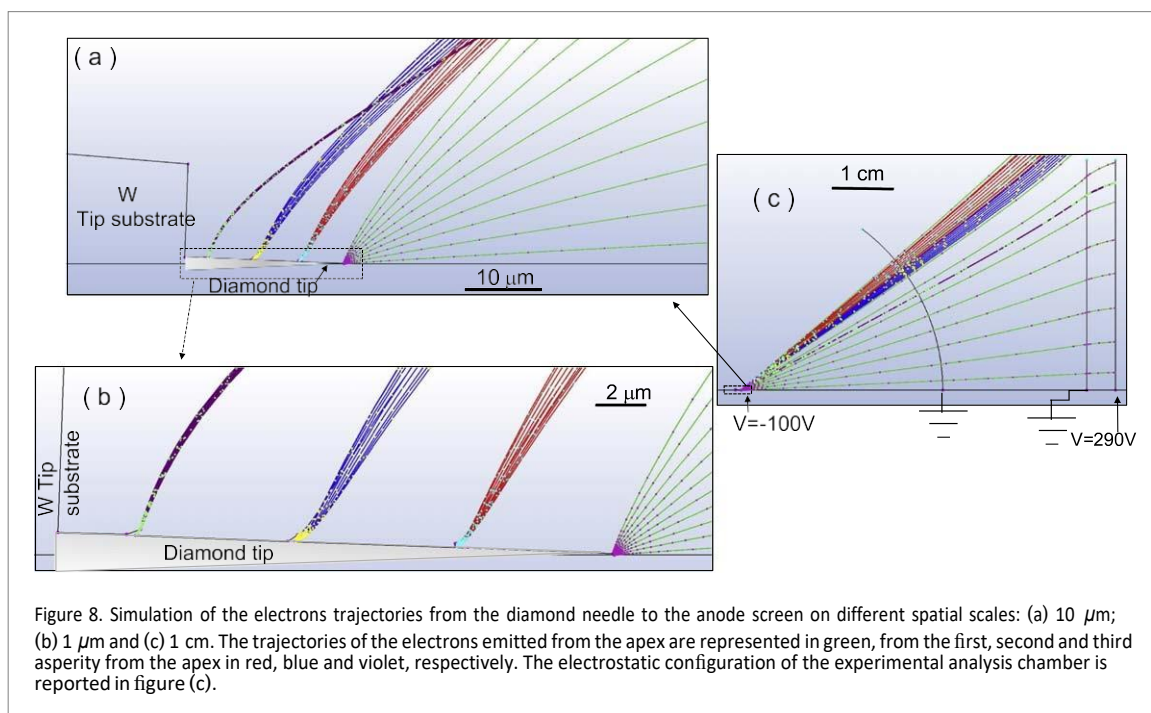 ( a )
W
Tip substrate
Diamond tip
10 μm
( c )
1 cm
V=-100V
V=290V
( b )
2 μm
W Tip
substrate
Diamond tip
Figure 8. Simulation of the electrons trajectories from the diamond needle to the anode screen on different spatial scales: (a) 10 μm;
(b) 1 μm and (c) 1 cm. The trajectories of the electrons emitted from the apex are represented in green, from the first, second and third
asperity from the apex in red, blue and violet, respectively. The electrostatic configuration of the experimental analysis chamber is
reported in figure (c).